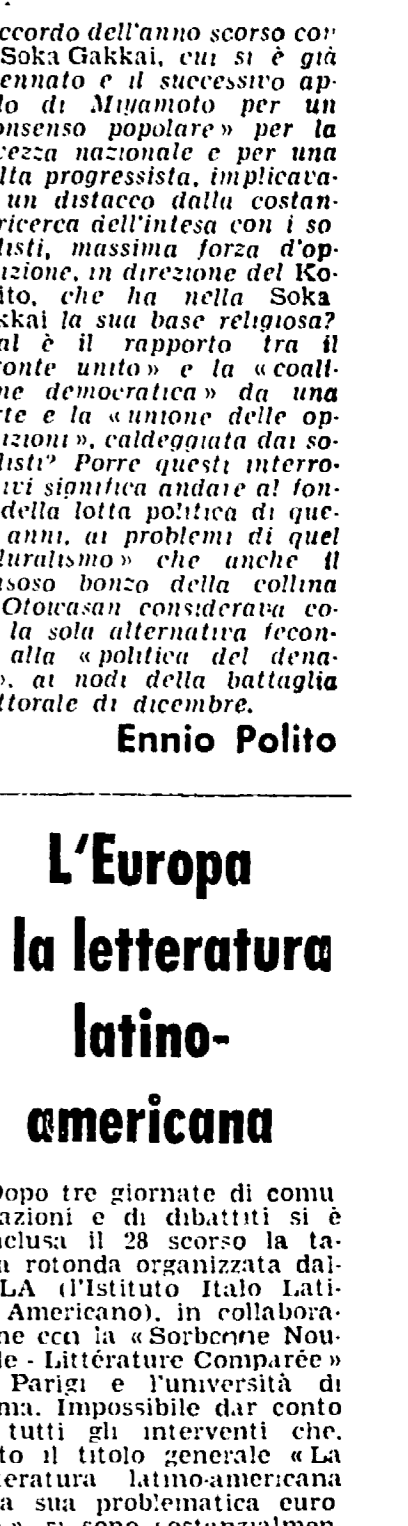 ccordo dell'anno scorso con
Soka Gakkai, cui si è già
ennato e il successivo ap-
lo di Miyamoto per un
onsenso popolare» per la
ezza nazionale e per una
lta progressista, implicava-
un distacco dalla costan-
ricerca dell'intesa con i so
listi, massima forza d'op-
izione, in direzione del Ko-
ito, che ha nella Soka
kkai la sua base religiosa?
al è il rapporto tra il
onte unito» e la «coali-
ne democratica» da una
rte e la «unione delle op-
izioni», caldeggiata dai so-
listi? Porre questi interro-
ivi significa andare al fon-
della lotta politica di que-
anni, ai problemi di quel
luralismo» che anche il
soso bonzo della collina
Otowasan considerava co-
la sola alternativa fecon-
alla «politica del dena-
», ai nodi della battaglia
ttorale di dicembre.
Ennio Polito
L'Europa
la letteratura
latino-
americana
Dopo tre giornate di comu
azioni e di dibattiti si è
nclusa il 28 scorso la ta-
a rotonda organizzata dal-
LA (l'Istituto Italo Lati-
Americano), in collabora-
ne con la «Sorbonne Nou-
le - Littérature Comparée»
Parigi e l'università di
ma. Impossibile dar conto
tutti gli interventi che,
to il titolo generale «La
teratura latino-americana
a sua problematica euro
» si sono sostanzialmen